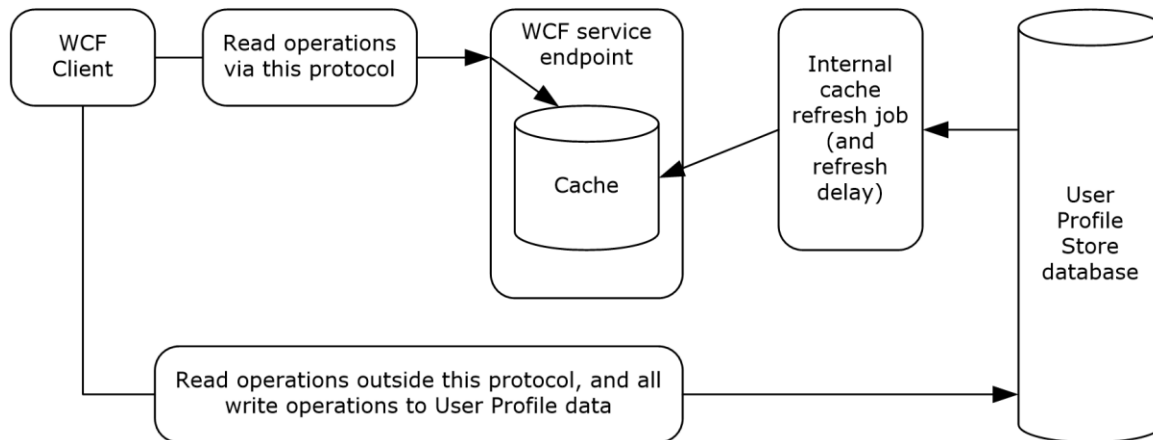 WCF
Client
Read operations
via this protocol
WCF service
endpoint
Cache
Internal
cache
refresh job
(and
refresh
delay)
User
Profile
Store
database
Read operations outside this protocol, and all
write operations to User Profile data